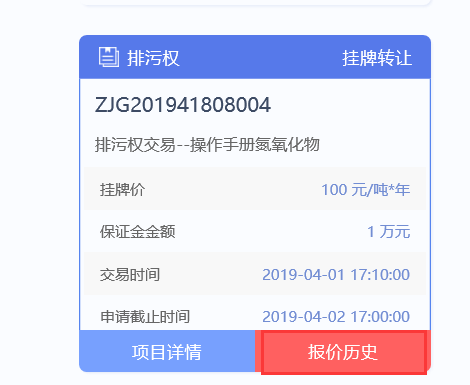 排污权 挂牌转让
ZJG201941808004
排污权交易--操作手册氮氧化物
挂牌价 100 元/吨*年
保证金金额 1 万元
交易时间 2019-04-01 17:10:00
申请截止时间 2019-04-02 17:00:00
项目详情 报价历史